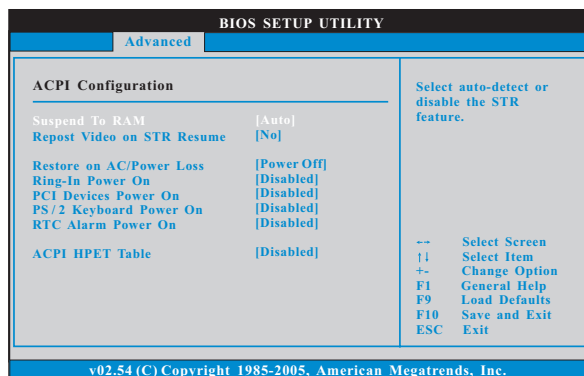 BIOS SETUP UTILITY
Advanced
ACPI Configuration
Suspend To RAM [Auto]
Repost Video on STR Resume [No]
Restore on AC/Power Loss [Power Off]
Ring-In Power On [Disabled]
PCI Devices Power On [Disabled]
PS/2 Keyboard Power On [Disabled]
RTC Alarm Power On [Disabled]
ACPI HPET Table [Disabled]
Select auto-detect or
disable the STR
feature.
←→ Select Screen
↑↓ Select Item
+- Change Option
F1 General Help
F9 Load Defaults
F10 Save and Exit
ESC Exit
v02.54 (C) Copyright 1985-2005, American Megatrends, Inc.